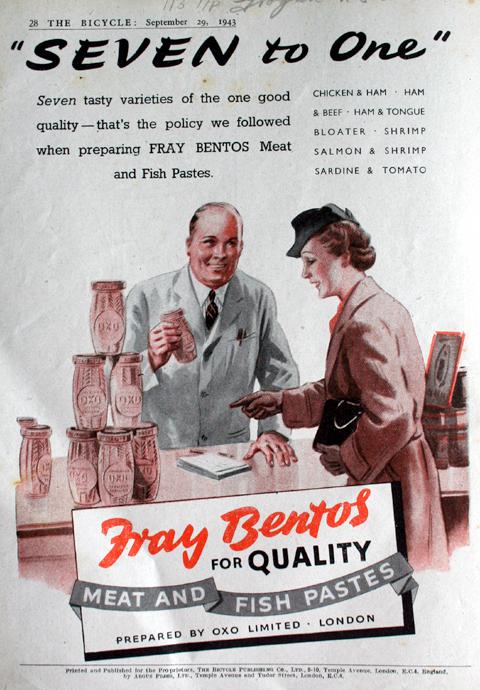 28 THE BICYCLE: September 29, 1943
"SEVEN to One"
Seven tasty varieties of the one good
quality—that's the policy we followed
when preparing FRAY BENTOS Meat
and Fish Pastes.
CHICKEN & HAM · HAM
& BEEF · HAM & TONGUE
BLOATER · SHRIMP
SALMON & SHRIMP
SARDINE & TOMATO
OXO
OXO
OXO
OXO
OXO
Fray Bentos
FOR QUALITY
MEAT AND FISH PASTES
PREPARED BY OXO LIMITED · LONDON
Printed and Published for the Proprietors, THE BICYCLE PUBLISHING CO., LTD., 8-10, Temple Avenue, London, E.C.4, England,
by ARGUS PRESS, LTD., Temple Avenue and Tudor Street, London, E.C.4.